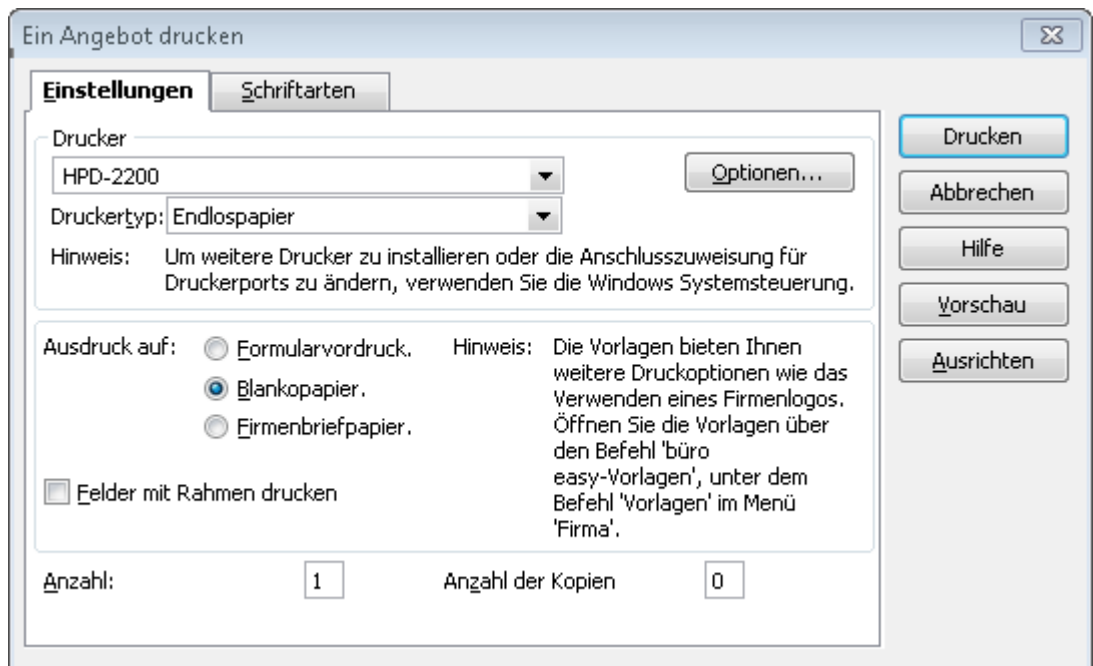 Ein Angebot drucken
Einstellungen
Schriftarten
Drucker
HPD-2200
Optionen...
Druckertyp: Endlospapier
Hinweis: Um weitere Drucker zu installieren oder die Anschlusszuweisung für
Druckerports zu ändern, verwenden Sie die Windows Systemsteuerung.
Ausdruck auf:
Formularvordruck.
Blankopapier.
Firmenbriefpapier.
Felder mit Rahmen drucken
Hinweis: Die Vorlagen bieten Ihnen
weitere Druckoptionen wie das
Verwenden eines Firmenlogos.
Öffnen Sie die Vorlagen über
den Befehl 'büro
easy-Vorlagen', unter dem
Befehl 'Vorlagen' im Menü
'Firma'.
Anzahl: 1
Anzahl der Kopien 0
Drucken
Abbrechen
Hilfe
Vorschau
Ausrichten